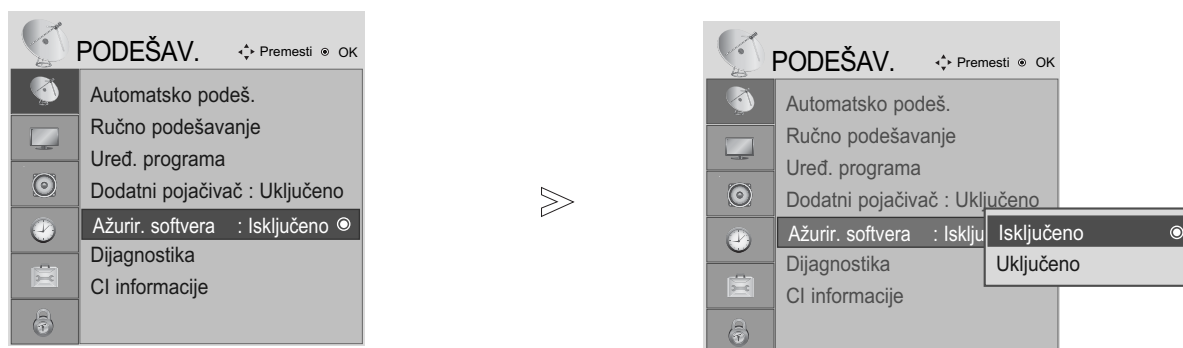 PODEŠAV. Premesti OK
Automatsko podeš.
Ručno podešavanje
Uređ. programa
Dodatni pojačivač : Uključeno
Ažurir. softvera : Isključeno
Dijagnostika
CI informacije
PODEŠAV. Premesti OK
Automatsko podeš.
Ručno podešavanje
Uređ. programa
Dodatni pojačivač : Uključeno
Ažurir. softvera : Isklju
Isključeno
Uključeno
Dijagnostika
CI informacije